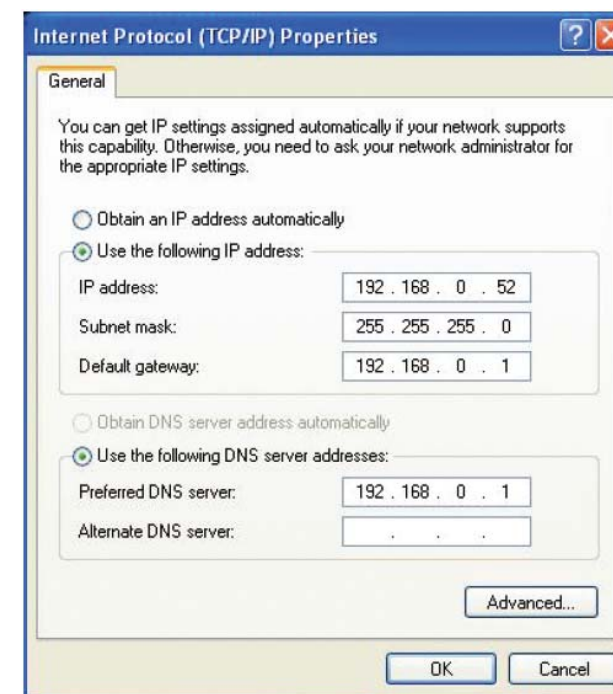 Internet Protocol (TCP/IP) Properties
General
You can get IP settings assigned automatically if your network supports
this capability. Otherwise, you need to ask your network administrator for
the appropriate IP settings.
Obtain an IP address automatically
Use the following IP address:
IP address: 192 . 168 . 0 . 52
Subnet mask: 255 . 255 . 255 . 0
Default gateway: 192 . 168 . 0 . 1
Obtain DNS server address automatically
Use the following DNS server addresses:
Preferred DNS server: 192 . 168 . 0 . 1
Alternate DNS server: . . .
Advanced...
OK Cancel